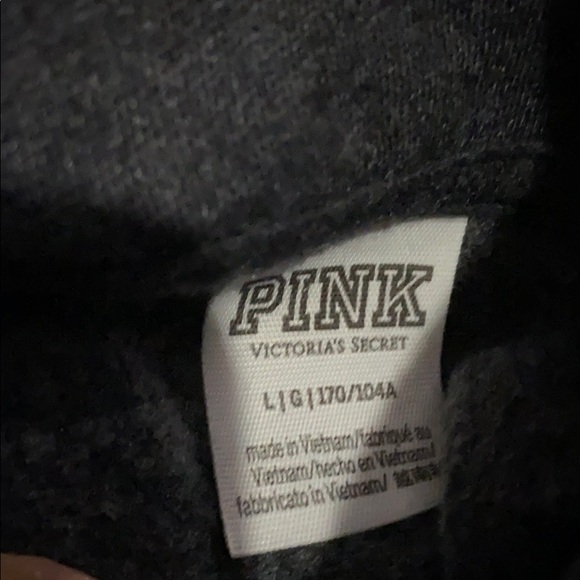 PINK
VICTORIA'S SECRET
L|G|170/104A
made in Vietnam/fabriqué au
Vietnam/hecho en Vietnam/
fabbricato in Vietnam/